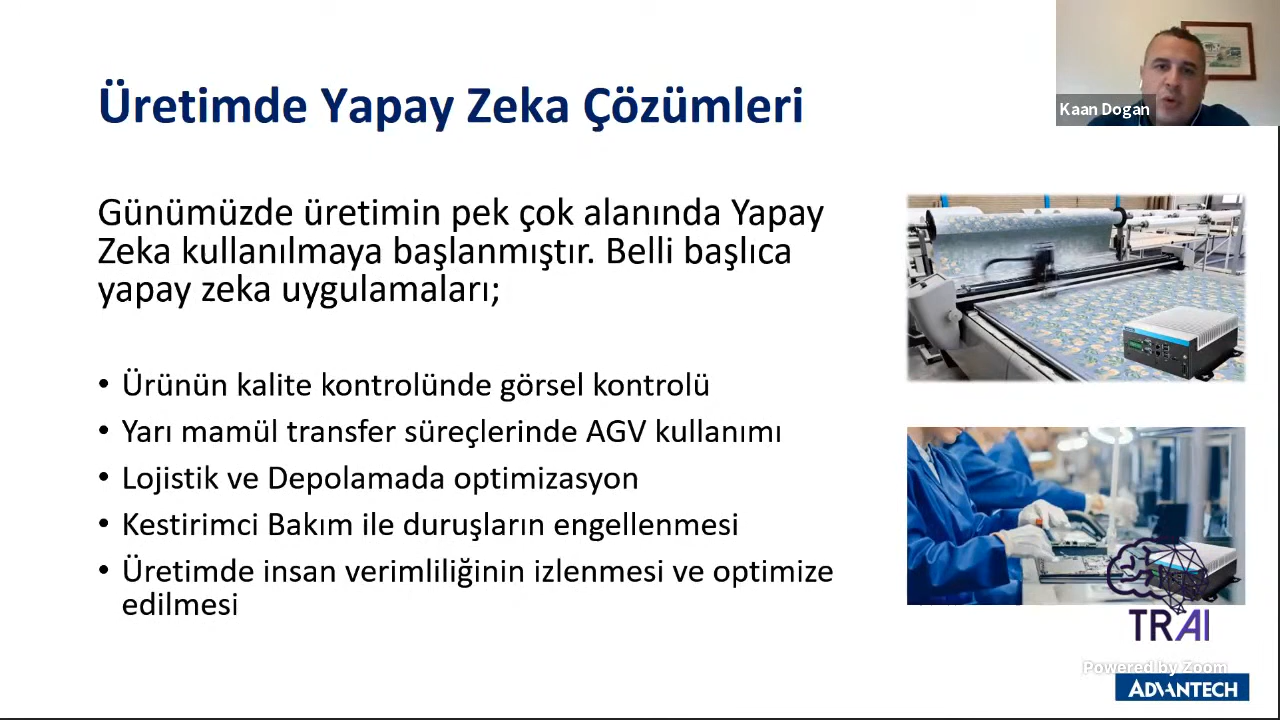 Üretimde Yapay Zeka Çözümleri
Kaan Dogan
Günümüzde üretimin pek çok alanında Yapay
Zeka kullanılmaya başlanmıştır. Belli başlıca
yapay zeka uygulamaları;
• Ürünün kalite kontrolünde görsel kontrolü
• Yarı mamül transfer süreçlerinde AGV kullanımı
• Lojistik ve Depolamada optimizasyon
• Kestirimci Bakım ile duruşların engellenmesi
• Üretimde insan verimliliğinin izlenmesi ve optimize
edilmesi
TRAI
Powered by Zoom
ADVANTECH